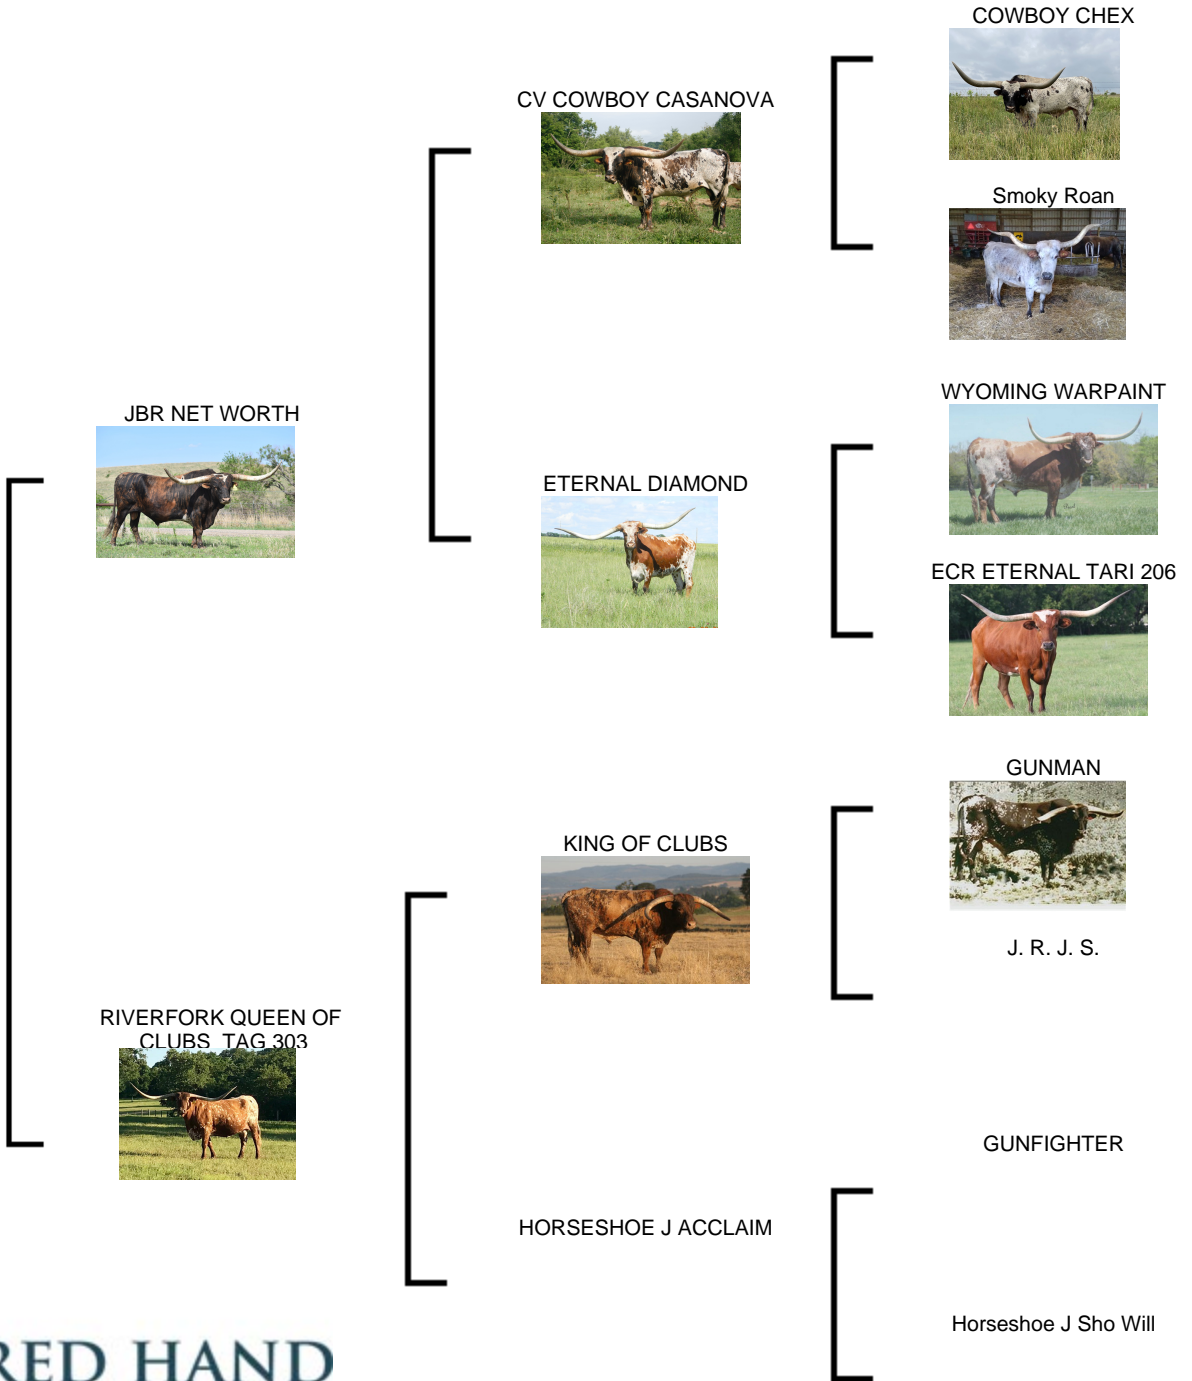 COWBOY CHEX
CV COWBOY CASANOVA
Smoky Roan
JBR NET WORTH
WYOMING WARPAINT
ETERNAL DIAMOND
ECR ETERNAL TARI 206
GUNMAN
KING OF CLUBS
J. R. J. S.
RIVERFORK QUEEN OF
CLUBS TAG 303
GUNFIGHTER
HORSESHOE J ACCLAIM
Horseshoe J Sho Will
RED HAND